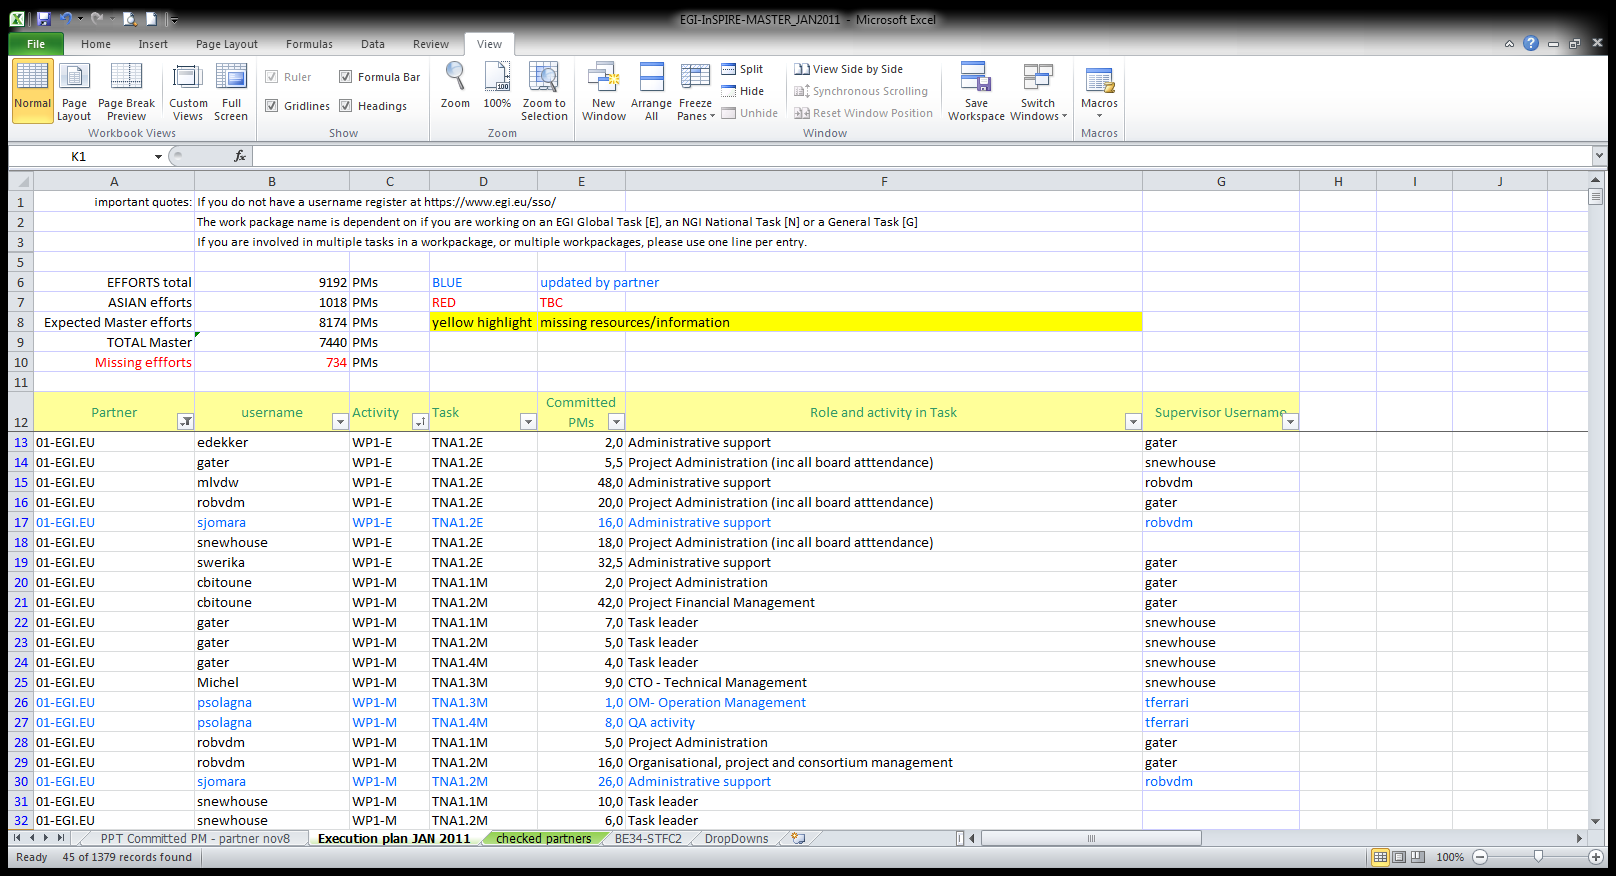 EGI-InSPIRE-MASTER_JAN2011 - Microsoft Excel
File Home Insert Page Layout Formulas Data Review View
Normal Page Layout Page Break Preview Custom Views Full Screen
Workbook Views
Ruler Formula Bar
Gridlines Headings
Show
Zoom 100% Zoom to Selection
Zoom
New Window Arrange All Freeze Panes
Split
Hide
Unhide
View Side by Side
Synchronous Scrolling
Reset Window Position
Save Workspace Switch Windows
Window
Macros
Macros
K1 fx
A B C D E F G H I J
1 important quotes: If you do not have a username register at https://www.egi.eu/sso/
2 The work package name is dependent on if you are working on an EGI Global Task [E], an NGI National Task [N] or a General Task [G]
3 If you are involved in multiple tasks in a workpackage, or multiple workpackages, please use one line per entry.
5
6 EFFORTS total 9192 PMs BLUE updated by partner
7 ASIAN efforts 1018 PMs RED TBC
8 Expected Master efforts 8174 PMs yellow highlight missing resources/information
9 TOTAL Master 7440 PMs
10 Missing effforts 734 PMs
11
12 Partner username Activity Task Committed PMs Role and activity in Task Supervisor Username
13 01-EGI.EU edekker WP1-E TNA1.2E 2,0 Administrative support gater
14 01-EGI.EU gater WP1-E TNA1.2E 5,5 Project Administration (inc all board atttendance) snewhouse
15 01-EGI.EU mlvdw WP1-E TNA1.2E 48,0 Administrative support robvdm
16 01-EGI.EU robvdm WP1-E TNA1.2E 20,0 Project Administration (inc all board atttendance) gater
17 01-EGI.EU sjomara WP1-E TNA1.2E 16,0 Administrative support robvdm
18 01-EGI.EU snewhouse WP1-E TNA1.2E 18,0 Project Administration (inc all board atttendance)
19 01-EGI.EU swerika WP1-E TNA1.2E 32,5 Administrative support gater
20 01-EGI.EU cbitoune WP1-M TNA1.1M 2,0 Project Administration gater
21 01-EGI.EU cbitoune WP1-M TNA1.2M 42,0 Project Financial Management gater
22 01-EGI.EU gater WP1-M TNA1.1M 7,0 Task leader snewhouse
23 01-EGI.EU gater WP1-M TNA1.2M 5,0 Task leader snewhouse
24 01-EGI.EU gater WP1-M TNA1.4M 4,0 Task leader snewhouse
25 01-EGI.EU Michel WP1-M TNA1.3M 9,0 CTO - Technical Management snewhouse
26 01-EGI.EU psolagna WP1-M TNA1.3M 1,0 OM- Operation Management tferrari
27 01-EGI.EU psolagna WP1-M TNA1.4M 8,0 QA activity tferrari
28 01-EGI.EU robvdm WP1-M TNA1.1M 5,0 Project Administration gater
29 01-EGI.EU robvdm WP1-M TNA1.2M 16,0 Organisational, project and consortium management gater
30 01-EGI.EU sjomara WP1-M TNA1.2M 26,0 Administrative support robvdm
31 01-EGI.EU snewhouse WP1-M TNA1.1M 10,0 Task leader
32 01-EGI.EU snewhouse WP1-M TNA1.2M 6,0 Task leader
PPT Committed PM - partner nov8 Execution plan JAN 2011 checked partners BE34-STFC2 DropDowns
Ready 45 of 1379 records found 100%